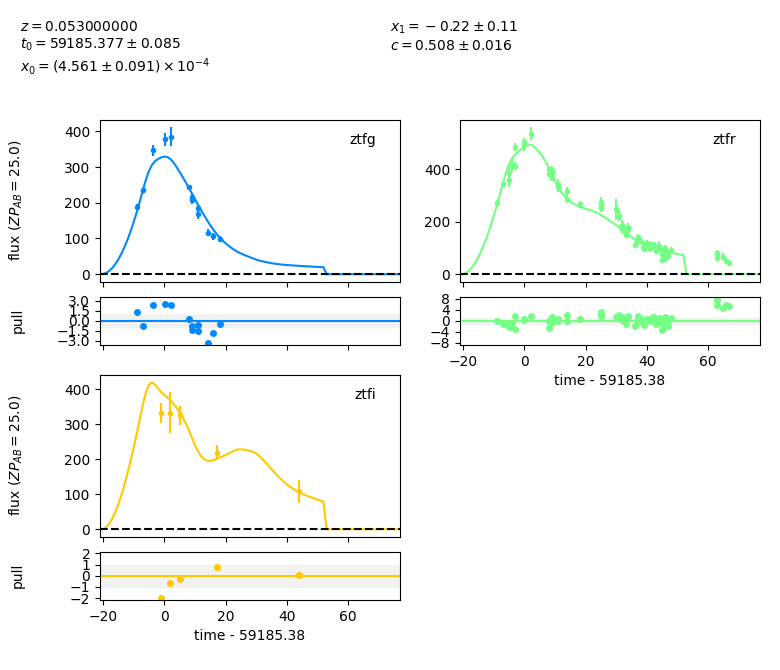 z = 0.053000000
t₀ = 59185.377 ± 0.085
x₀ = (4.561 ± 0.091) × 10⁻⁴
x₁ = −0.22 ± 0.11
c = 0.508 ± 0.016
ztfg
flux (ZP_AB = 25.0)
400
300
200
100
0
ztfr
400
200
0
pull
3.0
1.5
0.0
−1.5
−3.0
8
4
0
−4
−8
−20 0 20 40 60
time - 59185.38
ztfi
flux (ZP_AB = 25.0)
400
300
200
100
0
pull
2
1
0
−1
−2
−20 0 20 40 60
time - 59185.38